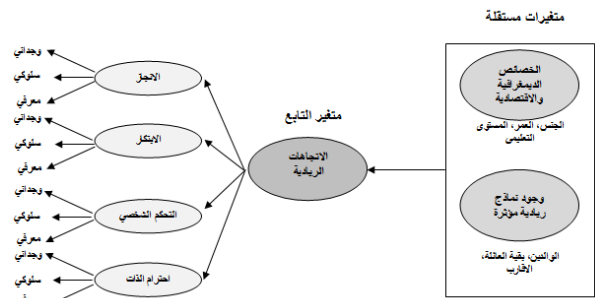 متغيرات مستقلة
الخصائص
الديمغرافية
والاقتصادية
الجنس، العمر، المستوى
التعليمي
وجود نماذج
ريادية مؤثرة
الوالدين، بقية العائلة،
الاقارب
متغير التابع
الاتجاهات
الريادية
الانجاز
وجداني
سلوكي
معرفي
الابتكار
وجداني
سلوكي
معرفي
التحكم الشخصي
وجداني
سلوكي
معرفي
احترام الذات
وجداني
سلوكي